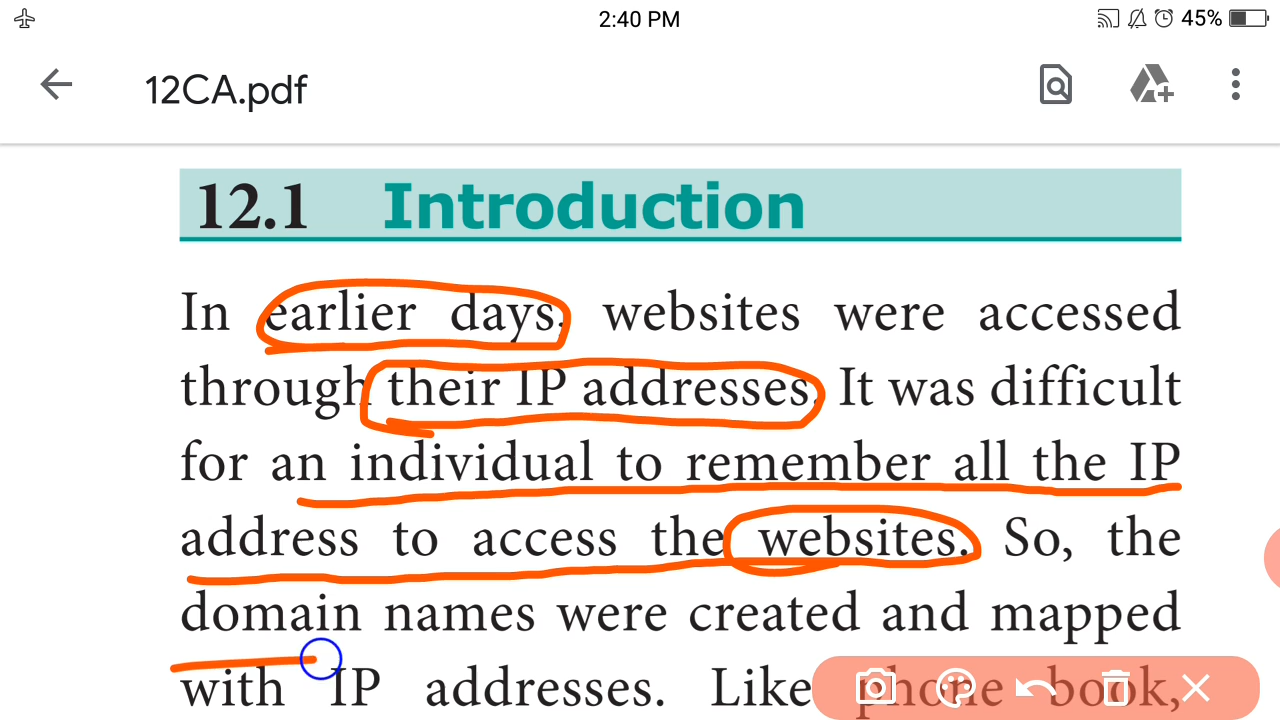 2:40 PM
45%
12CA.pdf
12.1 Introduction
In earlier days, websites were accessed
through their IP addresses. It was difficult
for an individual to remember all the IP
address to access the websites. So, the
domain names were created and mapped
with IP addresses. Like phone book,